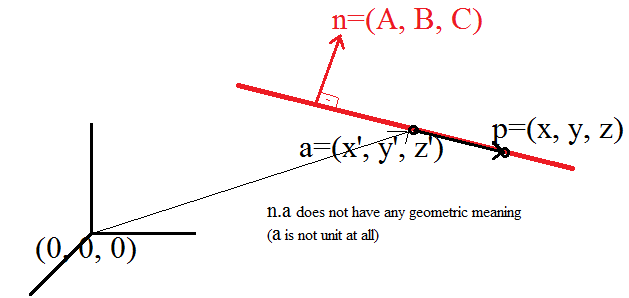 n=(A, B, C)
p=(x, y, z)
a=(x', y', z')
n.a does not have any geometric meaning
(a is not unit at all)
(0, 0, 0)